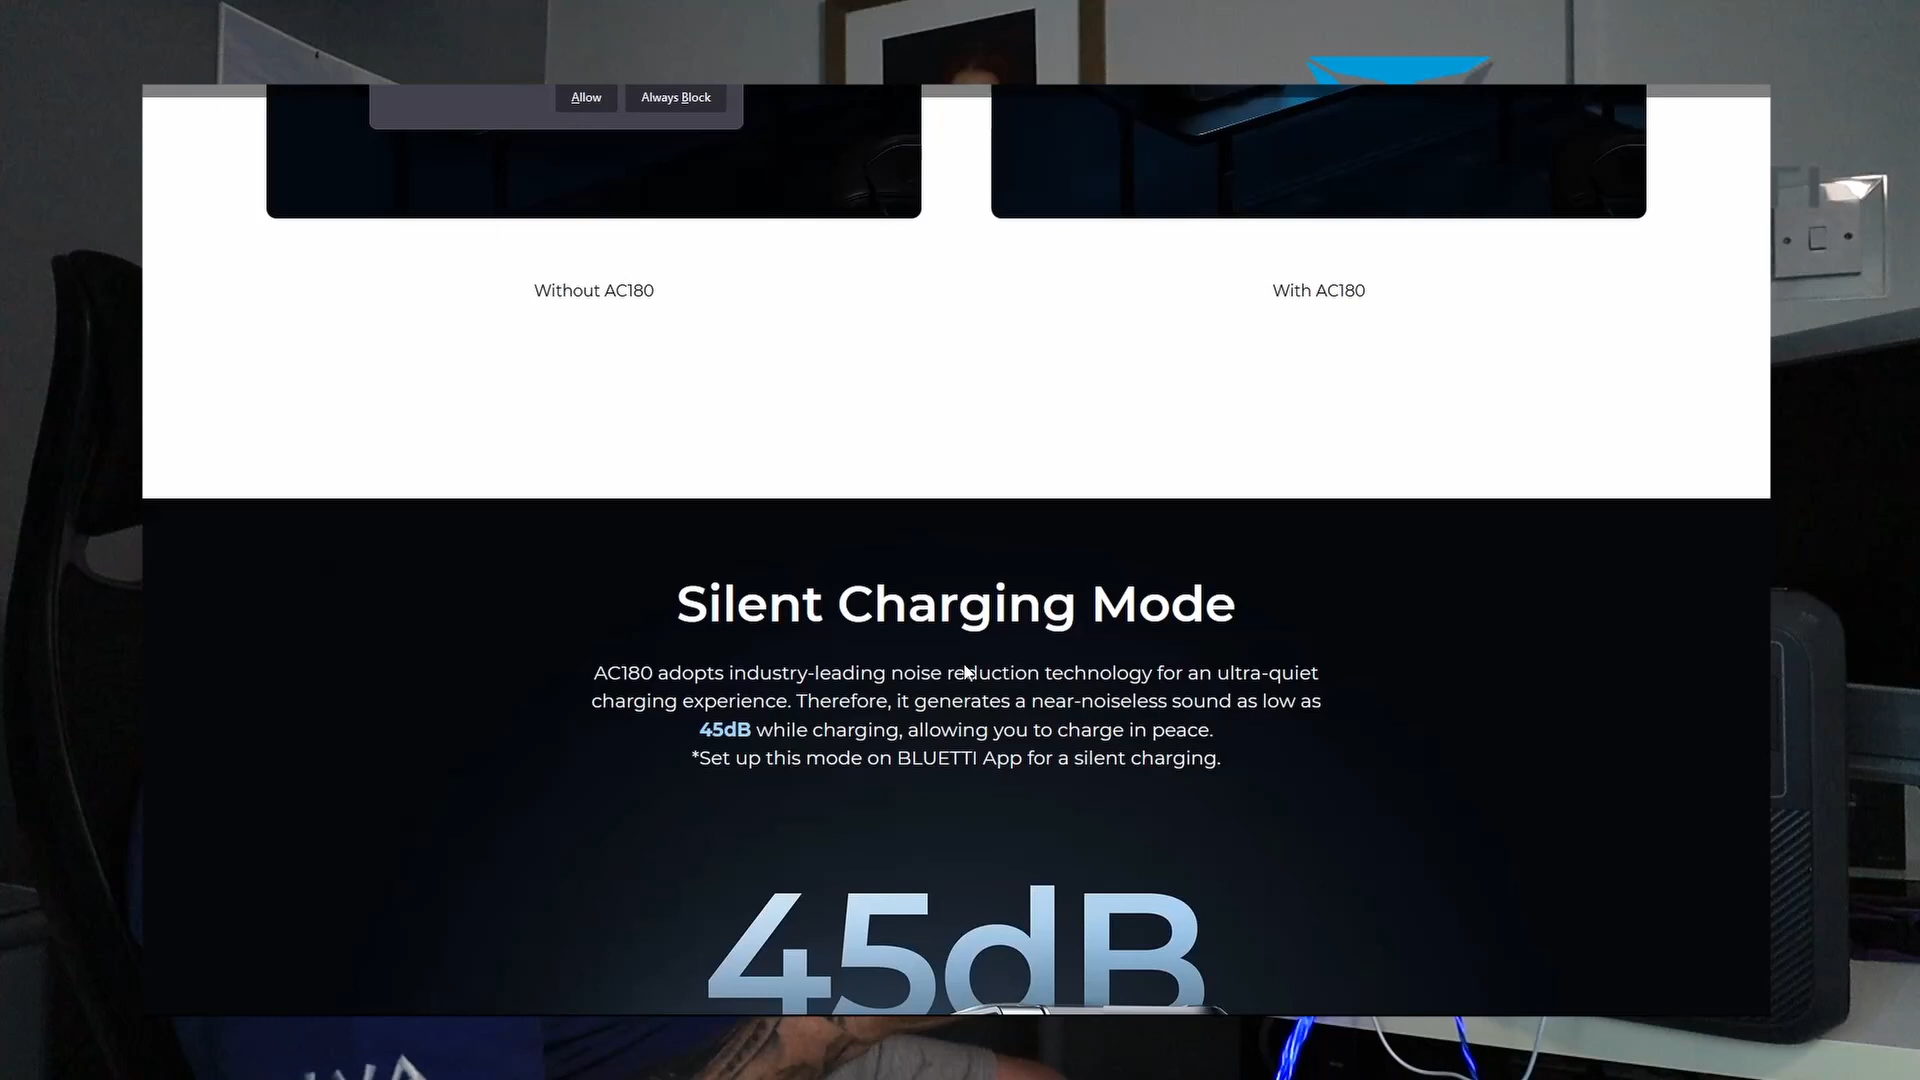 Allow Always Block
Without AC180 With AC180
Silent Charging Mode
AC180 adopts industry-leading noise reduction technology for an ultra-quiet
charging experience. Therefore, it generates a near-noiseless sound as low as
45dB while charging, allowing you to charge in peace.
*Set up this mode on BLUETTI App for a silent charging.
45dB